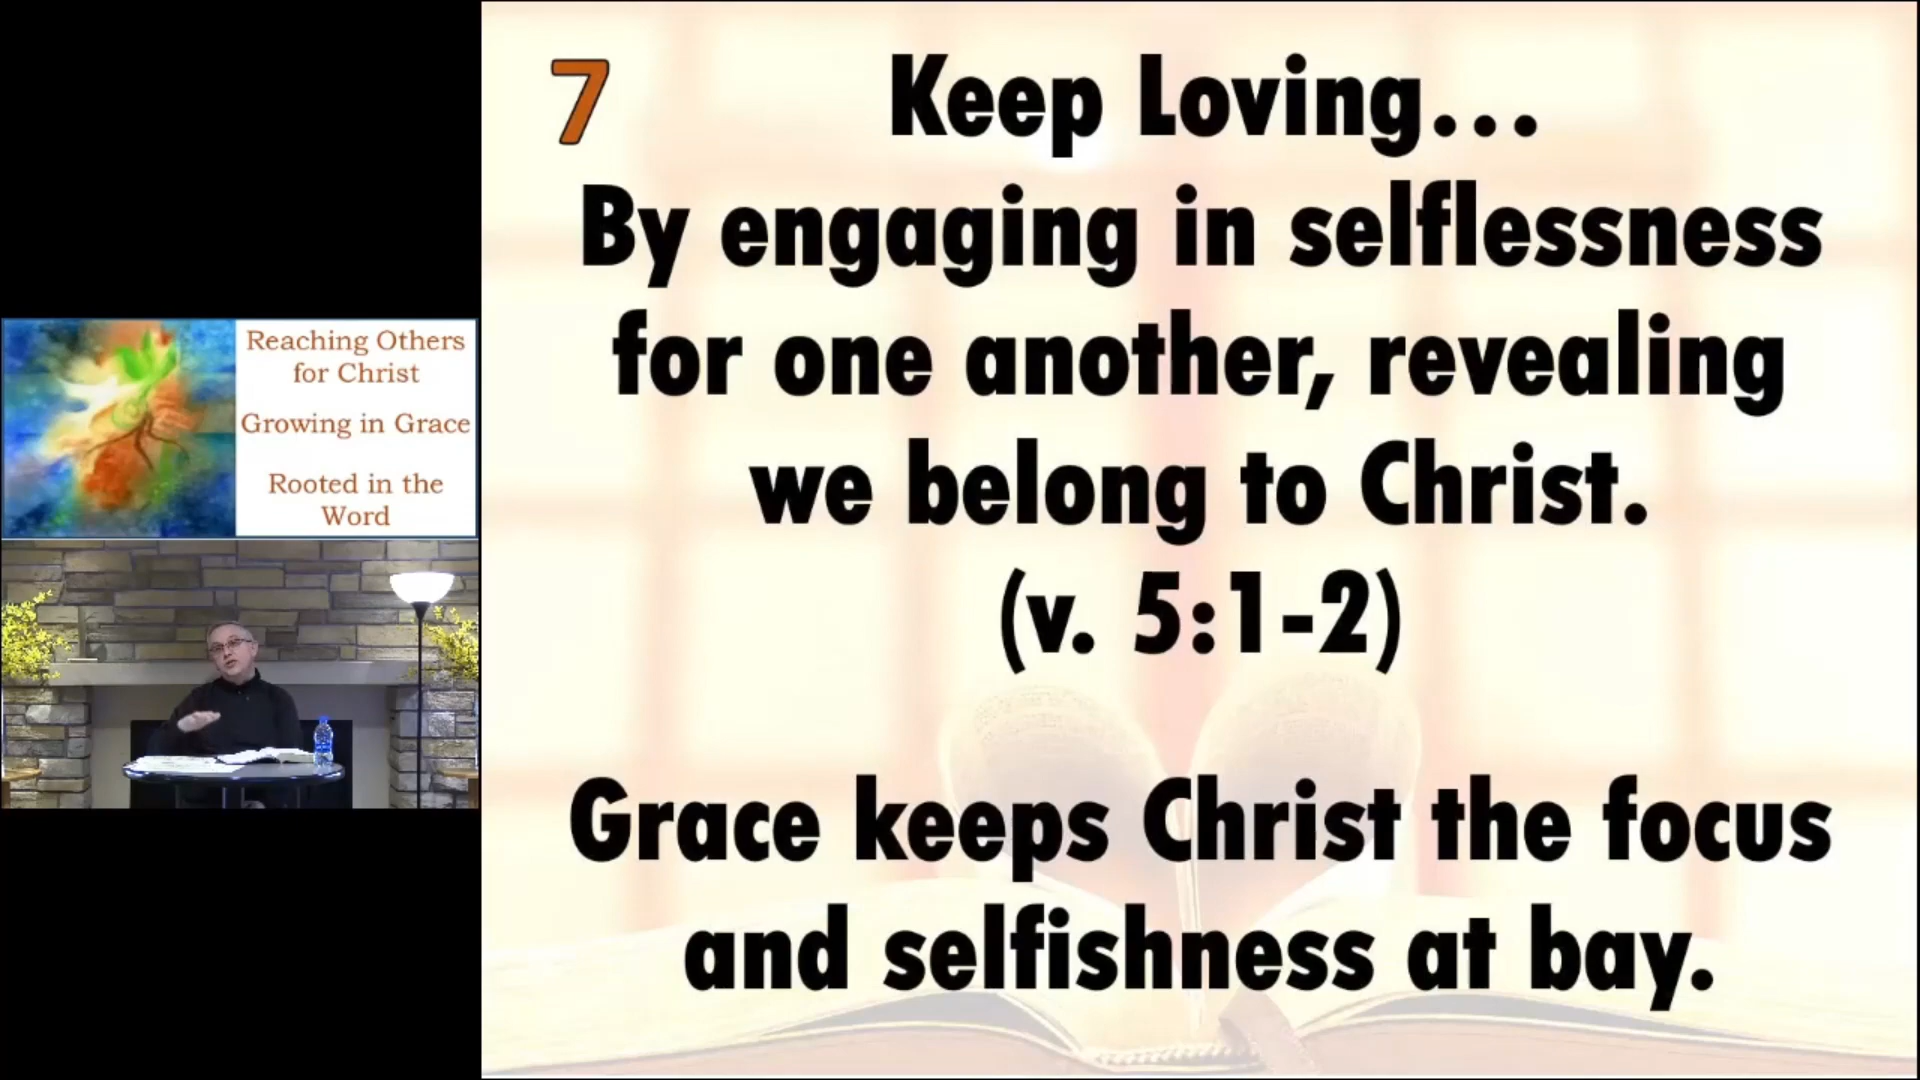 7
Keep Loving…
By engaging in selflessness
for one another, revealing
we belong to Christ.
(v. 5:1-2)
Grace keeps Christ the focus
and selfishness at bay.
Reaching Others
for Christ
Growing in Grace
Rooted in the
Word